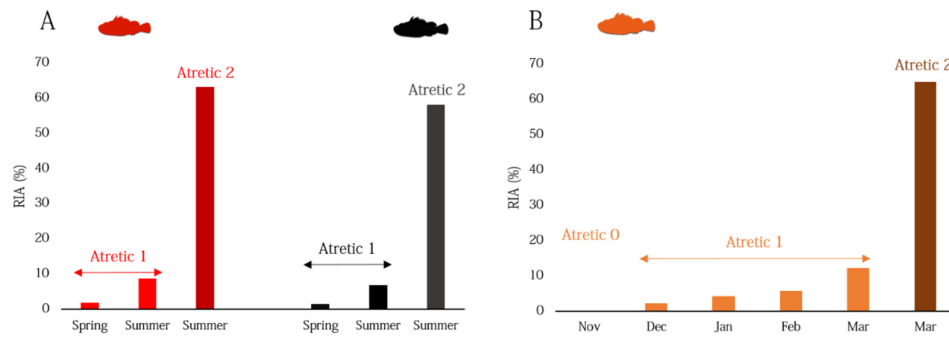 A
70
60
50
40
30
20
10
0
RIA (%)
Atretic 1
Atretic 2
Atretic 1
Atretic 2
Spring Summer Summer Spring Summer Summer
B
70
60
50
40
30
20
10
0
RIA (%)
Atretic 0
Atretic 1
Atretic 2
Nov Dec Jan Feb Mar Mar